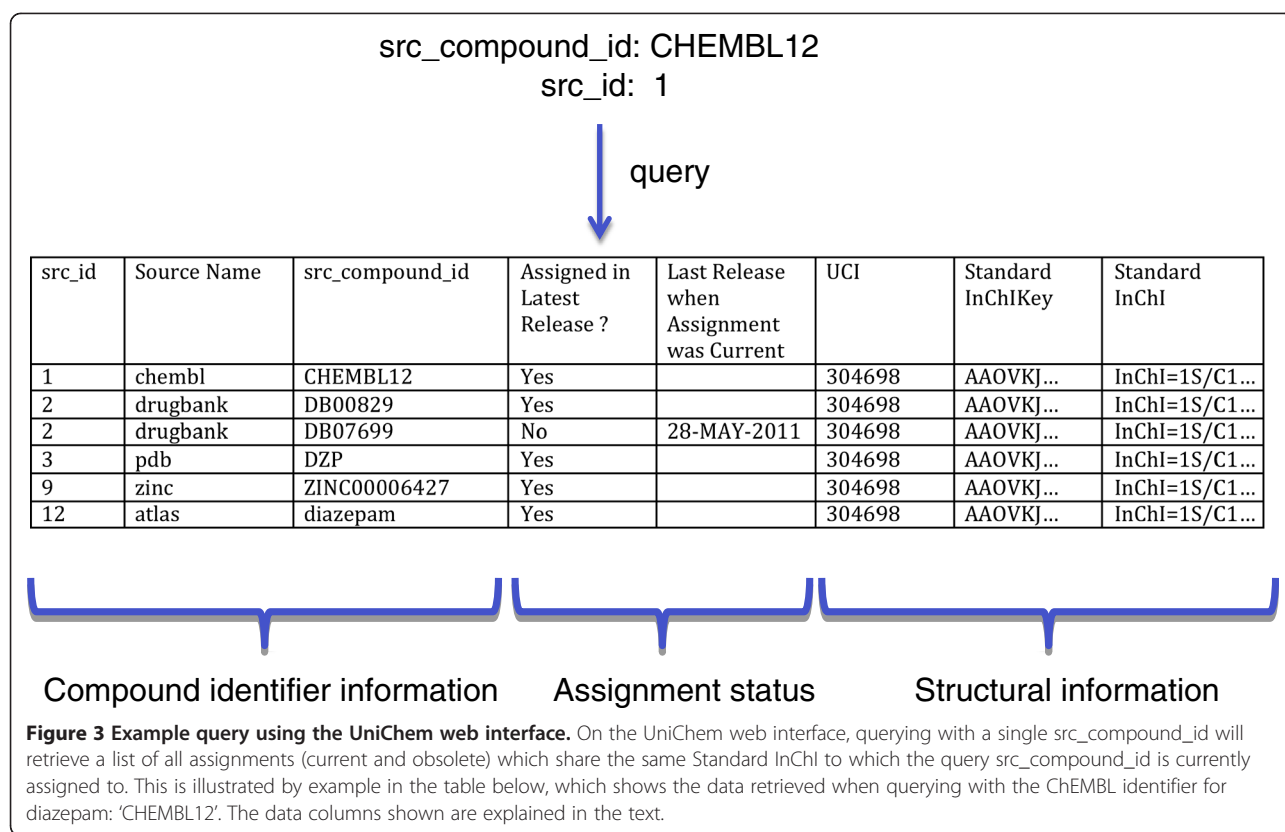 src_compound_id: CHEMBL12
src_id: 1
query
src_id Source Name src_compound_id Assigned in Latest Release ? Last Release when Assignment was Current UCI Standard InChIKey Standard InChI
1 chembl CHEMBL12 Yes 304698 AAOVKJ... InChI=1S/C1...
2 drugbank DB00829 Yes 304698 AAOVKJ... InChI=1S/C1...
2 drugbank DB07699 No 28-MAY-2011 304698 AAOVKJ... InChI=1S/C1...
3 pdb DZP Yes 304698 AAOVKJ... InChI=1S/C1...
9 zinc ZINC00006427 Yes 304698 AAOVKJ... InChI=1S/C1...
12 atlas diazepam Yes 304698 AAOVKJ... InChI=1S/C1...
Compound identifier information Assignment status Structural information
Figure 3 Example query using the UniChem web interface. On the UniChem web interface, querying with a single src_compound_id will
retrieve a list of all assignments (current and obsolete) which share the same Standard InChI to which the query src_compound_id is currently
assigned to. This is illustrated by example in the table below, which shows the data retrieved when querying with the ChEMBL identifier for
diazepam: 'CHEMBL12'. The data columns shown are explained in the text.